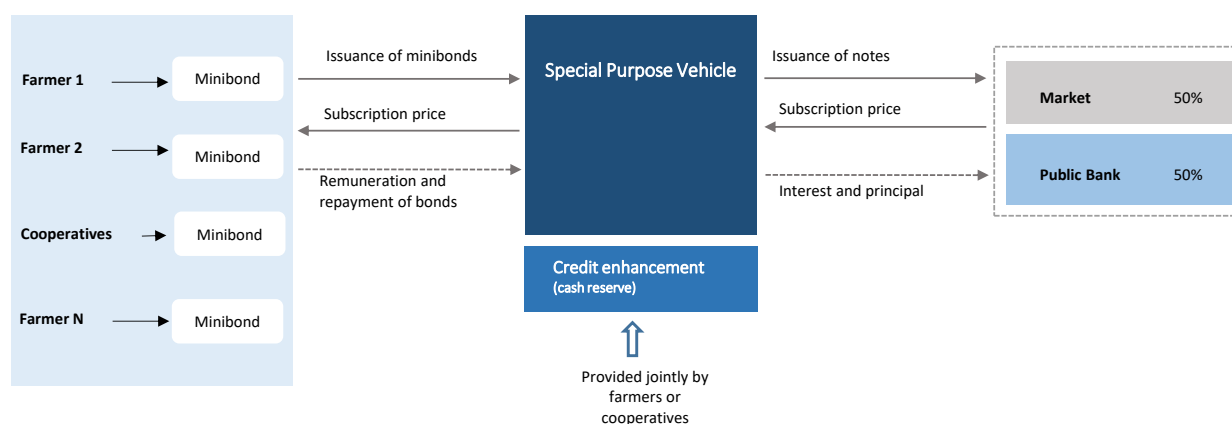 Farmer 1
Minibond
Farmer 2
Minibond
Cooperatives
Minibond
Farmer N
Minibond
Issuance of minibonds
Subscription price
Remuneration and
repayment of bonds
Special Purpose Vehicle
Credit enhancement
(cash reserve)
Provided jointly by
farmers or
cooperatives
Issuance of notes
Subscription price
Interest and principal
Market 50%
Public Bank 50%